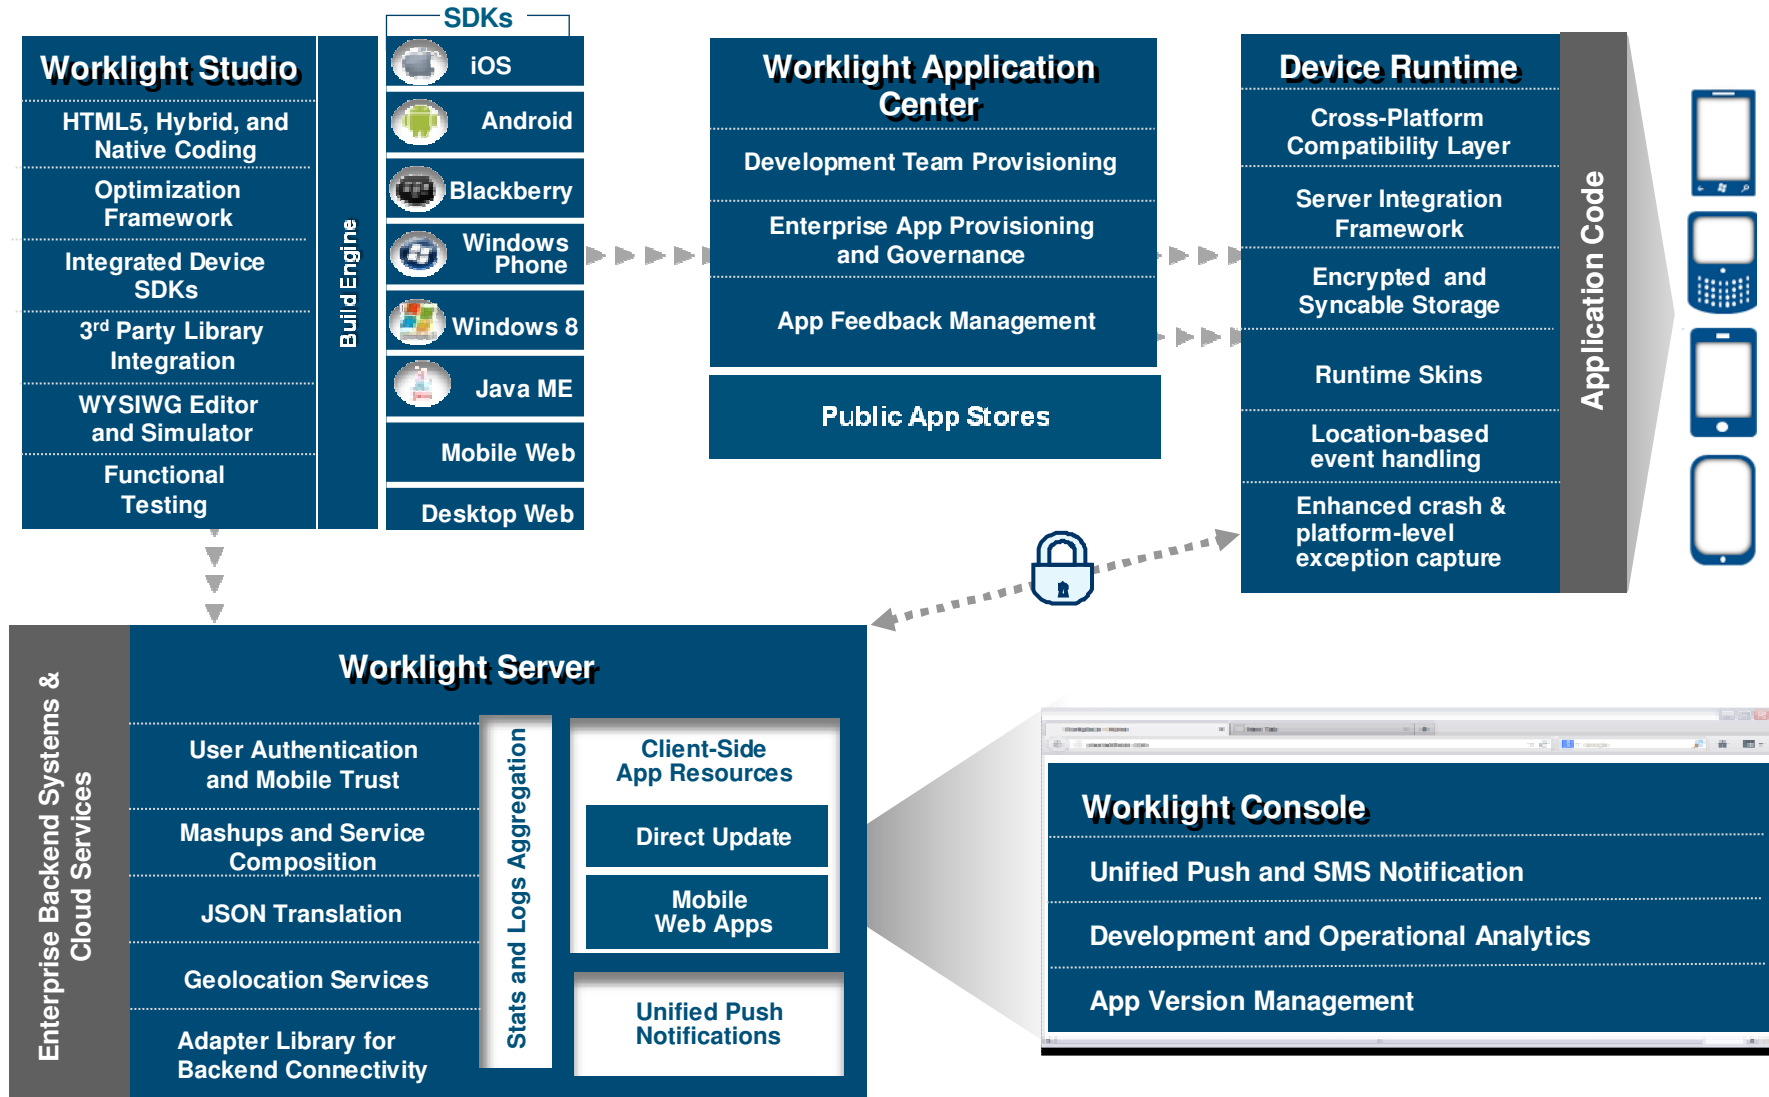 SDKs
Worklight Studio
HTML5, Hybrid, and
Native Coding
Optimization
Framework
Integrated Device
SDKs
3rd Party Library
Integration
WYSIWG Editor
and Simulator
Functional
Testing
Build Engine
iOS
Android
Blackberry
Windows
Phone
Windows 8
Java ME
Mobile Web
Desktop Web
Worklight Application
Center
Development Team Provisioning
Enterprise App Provisioning
and Governance
App Feedback Management
Public App Stores
Device Runtime
Cross-Platform
Compatibility Layer
Server Integration
Framework
Encrypted and
Syncable Storage
Runtime Skins
Location-based
event handling
Enhanced crash &
platform-level
exception capture
Application Code
Enterprise Backend Systems &
Cloud Services
Worklight Server
User Authentication
and Mobile Trust
Mashups and Service
Composition
JSON Translation
Geolocation Services
Adapter Library for
Backend Connectivity
Stats and Logs Aggregation
Client-Side
App Resources
Direct Update
Mobile
Web Apps
Unified Push
Notifications
New Tab
Google
Worklight Console
Unified Push and SMS Notification
Development and Operational Analytics
App Version Management